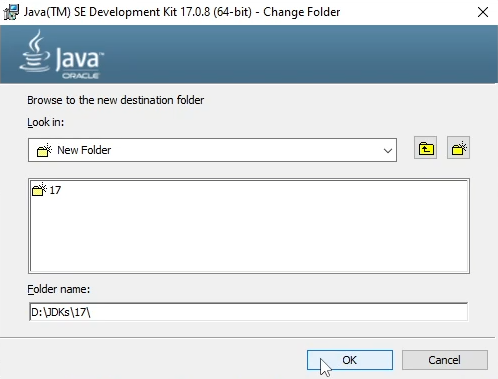 Java(TM) SE Development Kit 17.0.8 (64-bit) - Change Folder
Java™
ORACLE
Browse to the new destination folder
Look in:
New Folder
17
Folder name:
D:\JDKs\17\
OK
Cancel